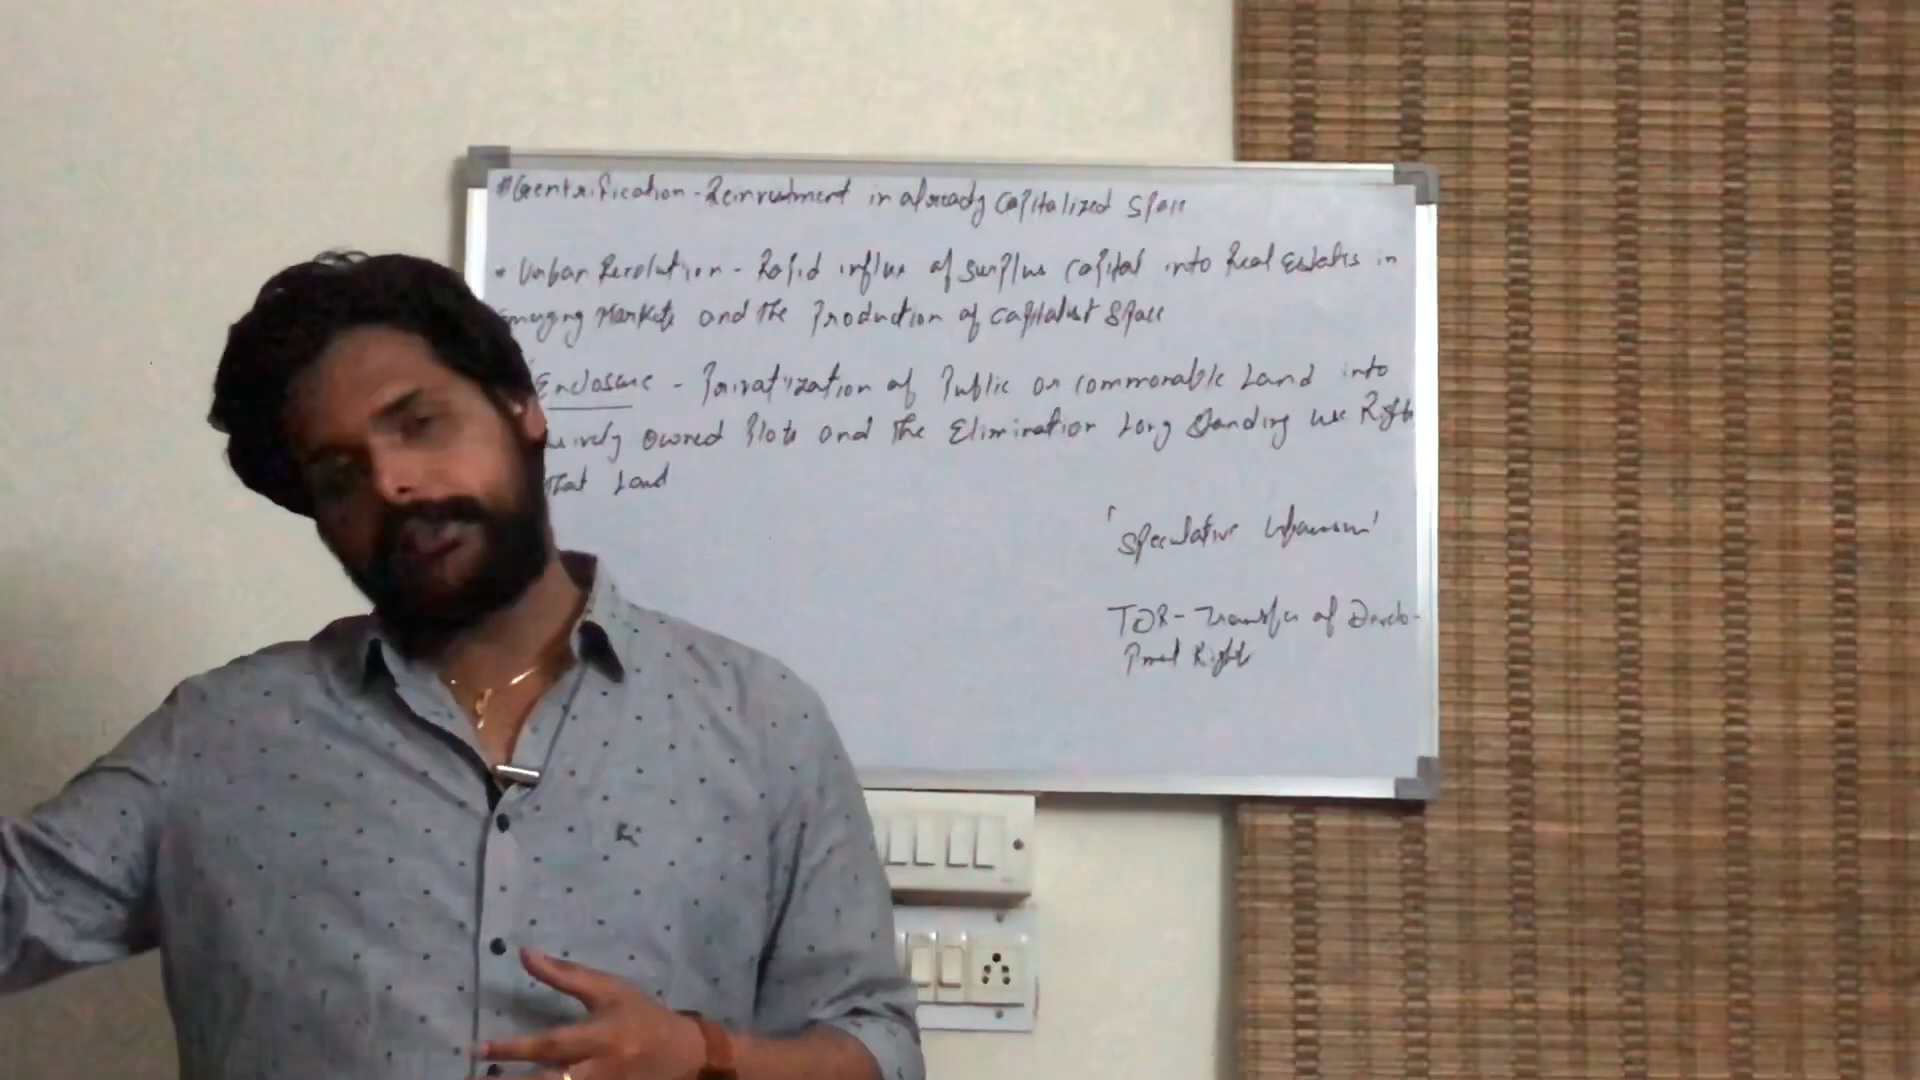 #Gentrification - Reinvestment in already Capitalized Space
• Urban Revolution - Rapid influx of surplus capital into Real Estates in
Emerging Markets and the Production of capitalist Space
Enclosure - Privatization of Public or commonable Land into
usively owned Plots and the Elimination Long Standing use Rights
That Land
'Speculative Urbanism'
TDR - Transfer of Develo-
pment Right